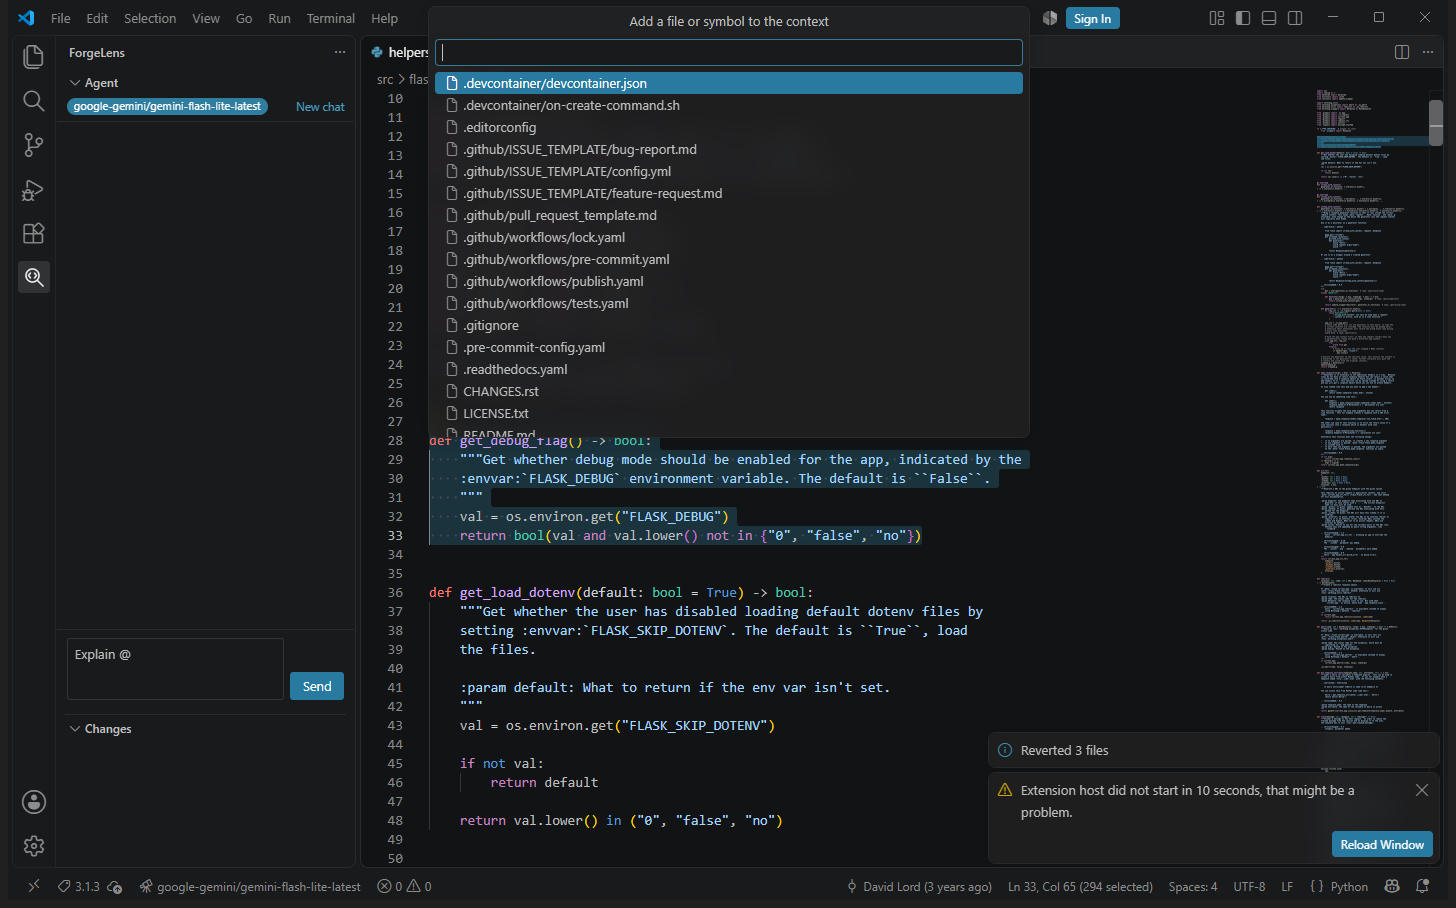 File Edit Selection View Go Run Terminal Help
Add a file or symbol to the context
Sign In
ForgeLens
Agent
google-gemini/gemini-flash-lite-latest New chat
helpers
src > flas
.devcontainer/devcontainer.json
.devcontainer/on-create-command.sh
.editorconfig
.github/ISSUE_TEMPLATE/bug-report.md
.github/ISSUE_TEMPLATE/config.yml
.github/ISSUE_TEMPLATE/feature-request.md
.github/pull_request_template.md
.github/workflows/lock.yaml
.github/workflows/pre-commit.yaml
.github/workflows/publish.yaml
.github/workflows/tests.yaml
.gitignore
.pre-commit-config.yaml
.readthedocs.yaml
CHANGES.rst
LICENSE.txt
README.md
10
11
12
13
14
15
16
17
18
19
20
21
22
23
24
25
26
27
28 def get_debug_flag() -> bool:
29 """Get whether debug mode should be enabled for the app, indicated by the
30 :envvar:`FLASK_DEBUG` environment variable. The default is ``False``.
31 """
32 val = os.environ.get("FLASK_DEBUG")
33 return bool(val and val.lower() not in {"0", "false", "no"})
34
35
36 def get_load_dotenv(default: bool = True) -> bool:
37 """Get whether the user has disabled loading default dotenv files by
38 setting :envvar:`FLASK_SKIP_DOTENV`. The default is ``True``, load
39 the files.
40
41 :param default: What to return if the env var isn't set.
42 """
43 val = os.environ.get("FLASK_SKIP_DOTENV")
44
45 if not val:
46 return default
47
48 return val.lower() in ("0", "false", "no")
49
50
Explain @
Send
Changes
Reverted 3 files
Extension host did not start in 10 seconds, that might be a
problem.
Reload Window
3.1.3 google-gemini/gemini-flash-lite-latest 0 0 David Lord (3 years ago) Ln 33, Col 65 (294 selected) Spaces: 4 UTF-8 LF { } Python